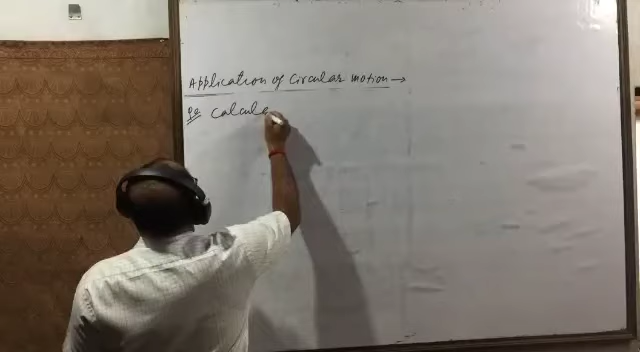 Application of Circular motion →
Calcula